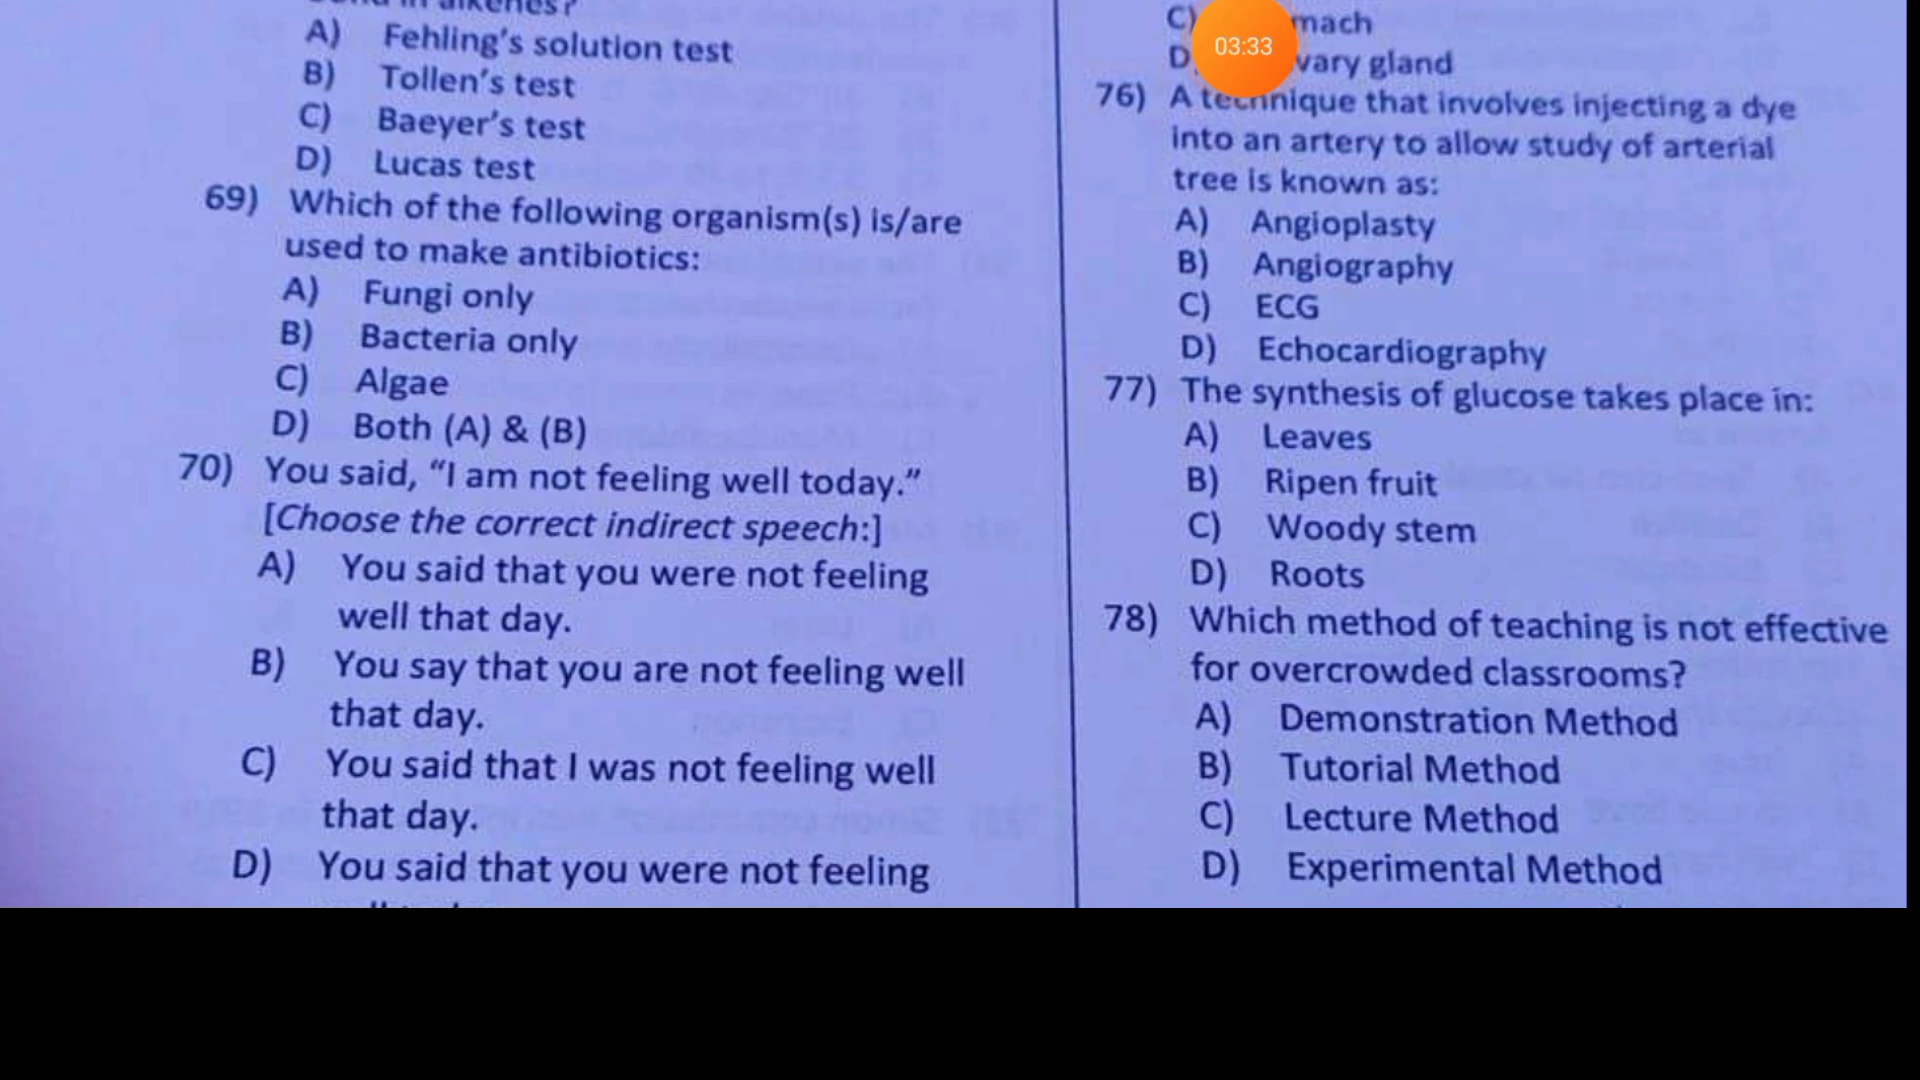 in alkenes?
A) Fehling's solution test
B) Tollen's test
C) Baeyer's test
D) Lucas test
69) Which of the following organism(s) is/are
used to make antibiotics:
A) Fungi only
B) Bacteria only
C) Algae
D) Both (A) & (B)
70) You said, “I am not feeling well today.”
[Choose the correct indirect speech:]
A) You said that you were not feeling
well that day.
B) You say that you are not feeling well
that day.
C) You said that I was not feeling well
that day.
D) You said that you were not feeling
C) mach
03:33
D vary gland
76) A technique that involves injecting a dye
into an artery to allow study of arterial
tree is known as:
A) Angioplasty
B) Angiography
C) ECG
D) Echocardiography
77) The synthesis of glucose takes place in:
A) Leaves
B) Ripen fruit
C) Woody stem
D) Roots
78) Which method of teaching is not effective
for overcrowded classrooms?
A) Demonstration Method
B) Tutorial Method
C) Lecture Method
D) Experimental Method